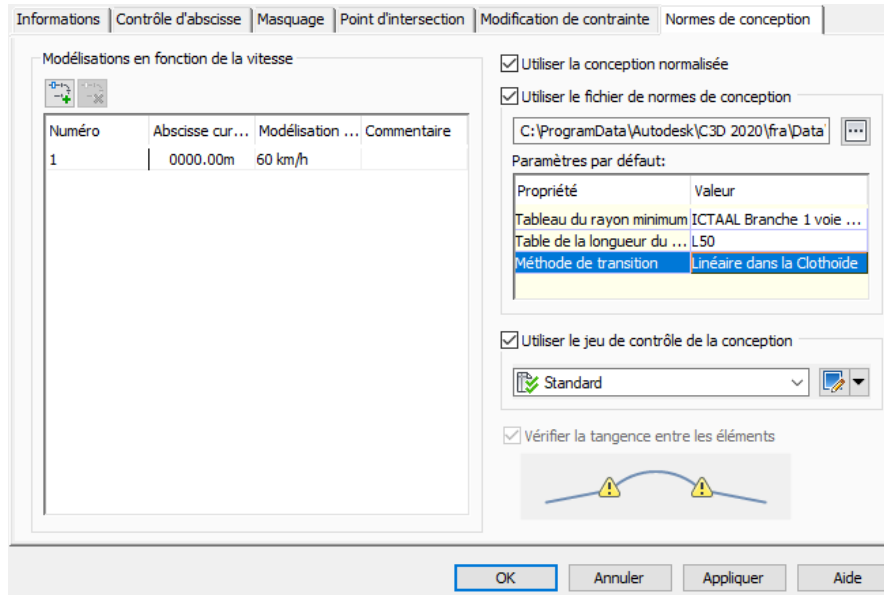 Informations Contrôle d'abscisse Masquage Point d'intersection Modification de contrainte Normes de conception
Modélisations en fonction de la vitesse
Numéro Abscisse cur... Modélisation ... Commentaire
1 0000.00m 60 km/h
Utiliser la conception normalisée
Utiliser le fichier de normes de conception
C:\ProgramData\Autodesk\C3D 2020\fra\Data ...
Paramètres par défaut:
Propriété Valeur
Tableau du rayon minimum ICTAAL Branche 1 voie ...
Table de la longueur du ... L50
Méthode de transition Linéaire dans la Clothoïde
Utiliser le jeu de contrôle de la conception
Standard
Vérifier la tangence entre les éléments
OK Annuler Appliquer Aide